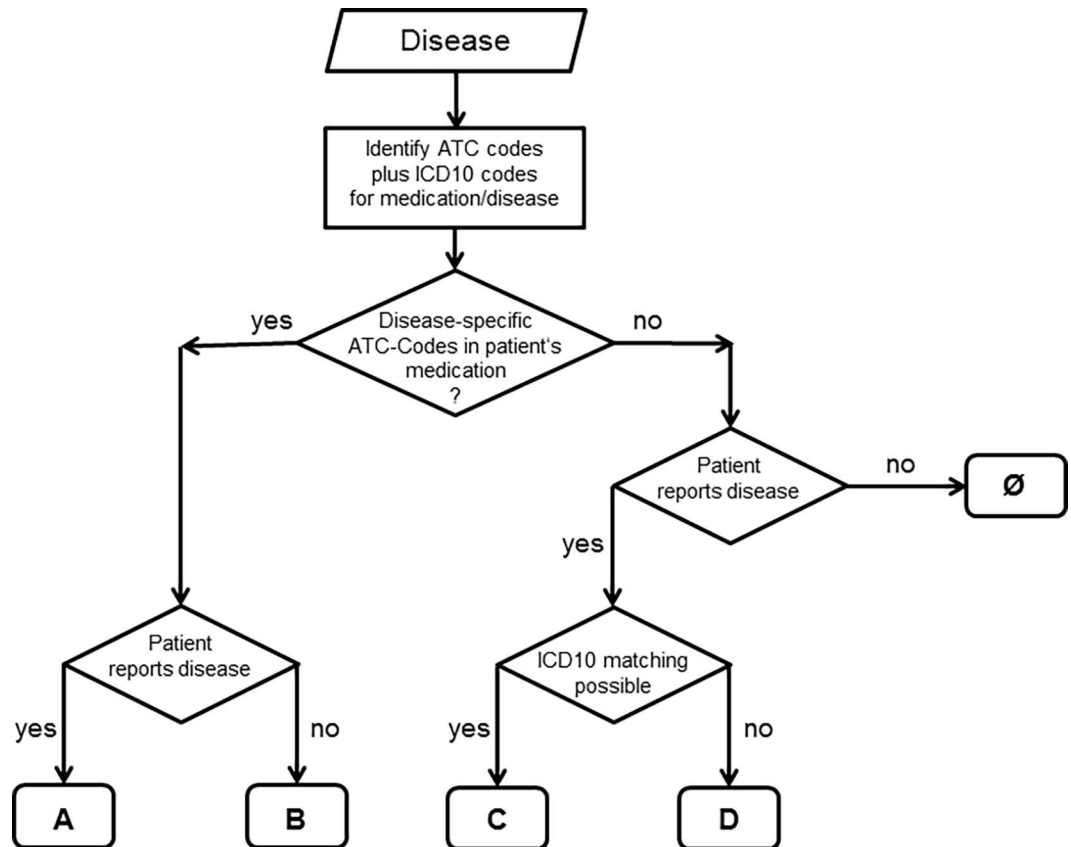 Disease
Identify ATC codes
plus ICD10 codes
for medication/disease
yes
Disease-specific
ATC-Codes in patient‘s
medication
?
no
Patient
reports disease
no
Ø
yes
Patient
reports disease
ICD10 matching
possible
yes
no
yes
no
A
B
C
D